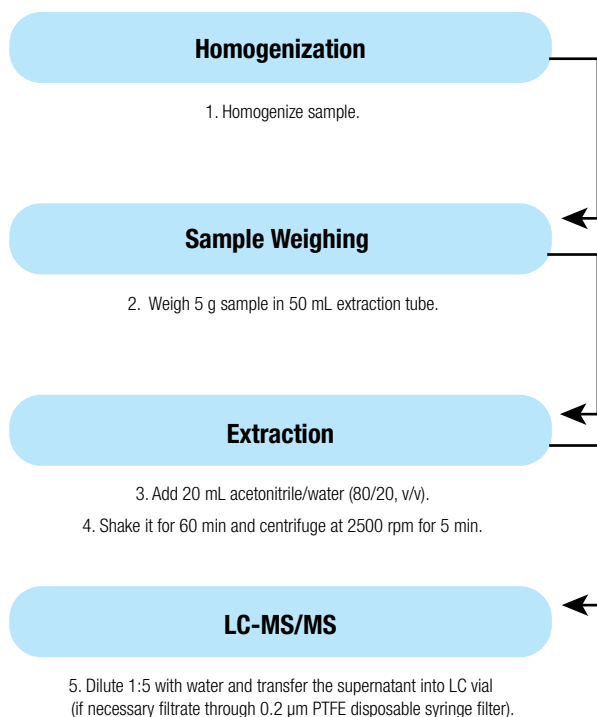 Homogenization
1. Homogenize sample.
Sample Weighing
2. Weigh 5 g sample in 50 mL extraction tube.
Extraction
3. Add 20 mL acetonitrile/water (80/20, v/v).
4. Shake it for 60 min and centrifuge at 2500 rpm for 5 min.
LC-MS/MS
5. Dilute 1:5 with water and transfer the supernatant into LC vial
(if necessary filtrate through 0.2 µm PTFE disposable syringe filter).